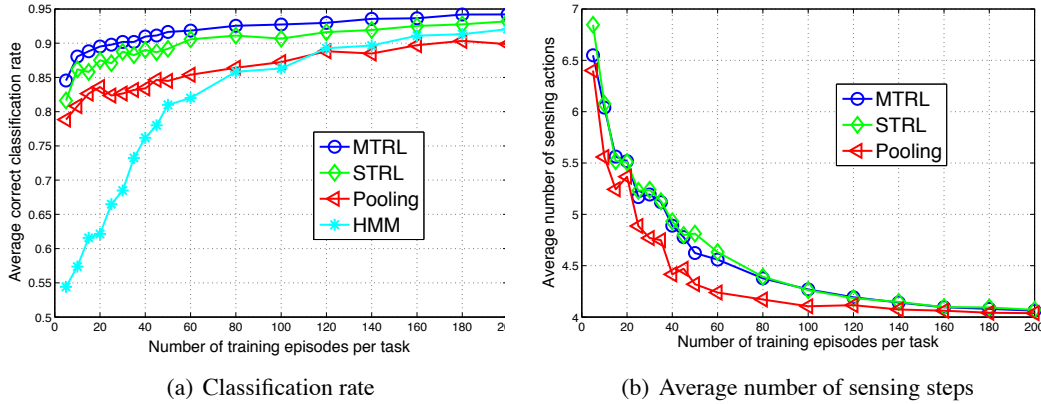 0.95
0.9
0.85
0.8
0.75
0.7
0.65
0.6
0.55
0.5
0 20 40 60 80 100 120 140 160 180 20
Average correct classification rate
Number of training episodes per task
MTRL
STRL
Pooling
HMM
(a) Classification rate
7
6.5
6
5.5
5
4.5
4
0 20 40 60 80 100 120 140 160 180 200
Average number of sensing actions
Number of training episodes per task
MTRL
STRL
Pooling
(b) Average number of sensing steps